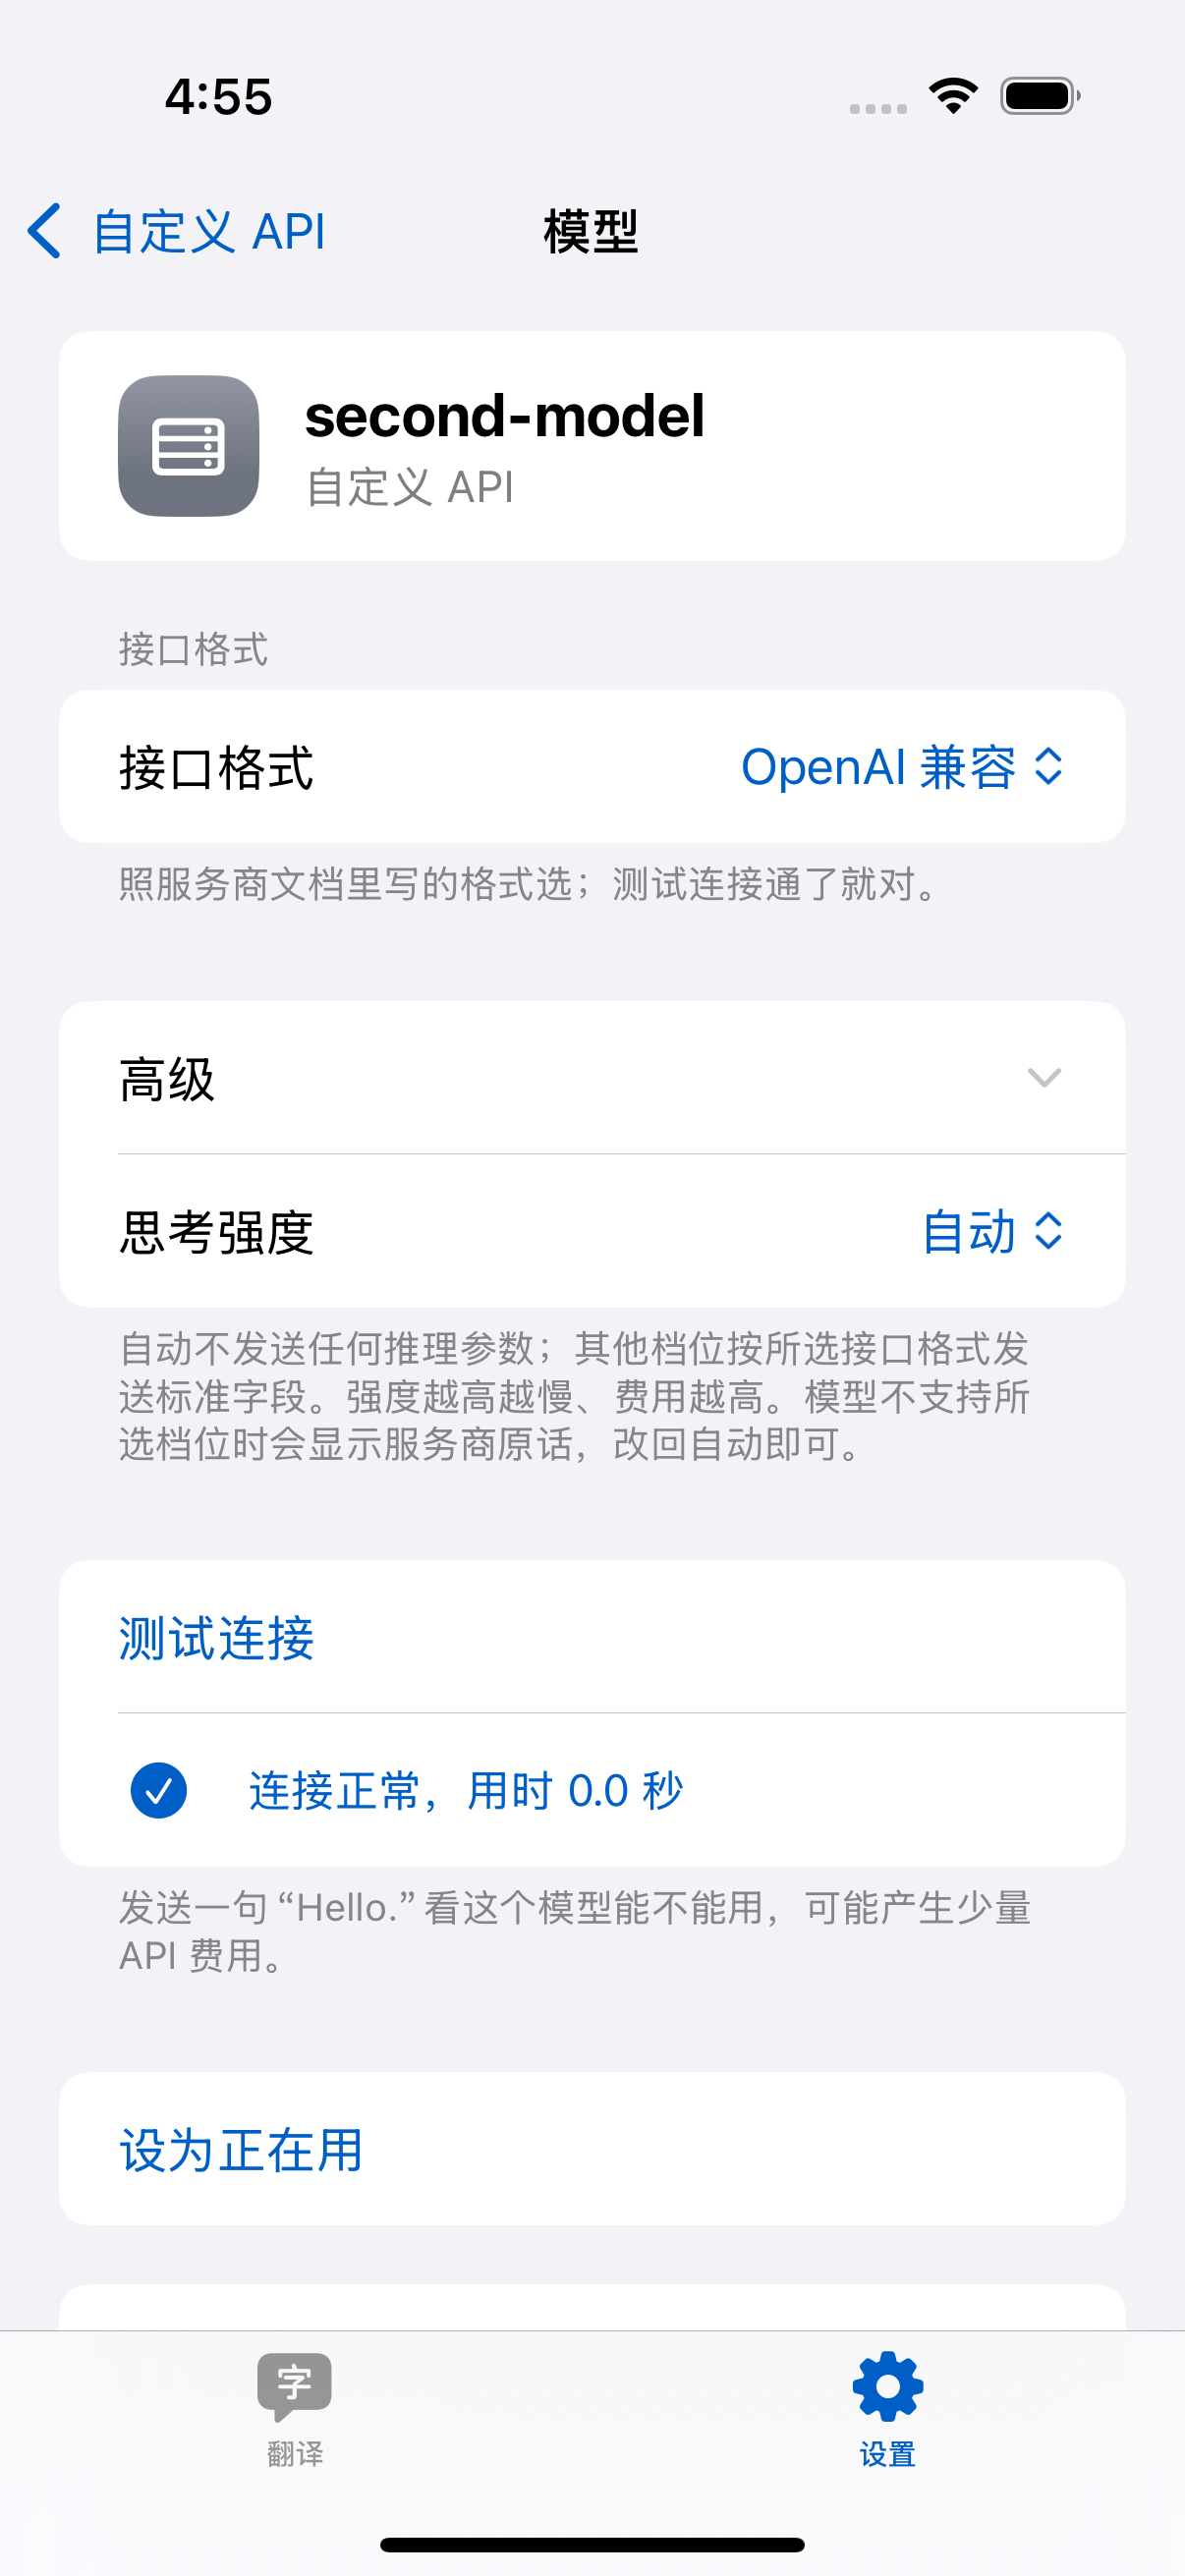 4:55
自定义 API
模型
second-model
自定义 API
接口格式
接口格式
OpenAI 兼容
照服务商文档里写的格式选；测试连接通了就对。
高级
思考强度
自动
自动不发送任何推理参数；其他档位按所选接口格式发
送标准字段。强度越高越慢、费用越高。模型不支持所
选档位时会显示服务商原话，改回自动即可。
测试连接
连接正常，用时 0.0 秒
发送一句 “Hello.” 看这个模型能不能用，可能产生少量
API 费用。
设为正在用
字
翻译
设置